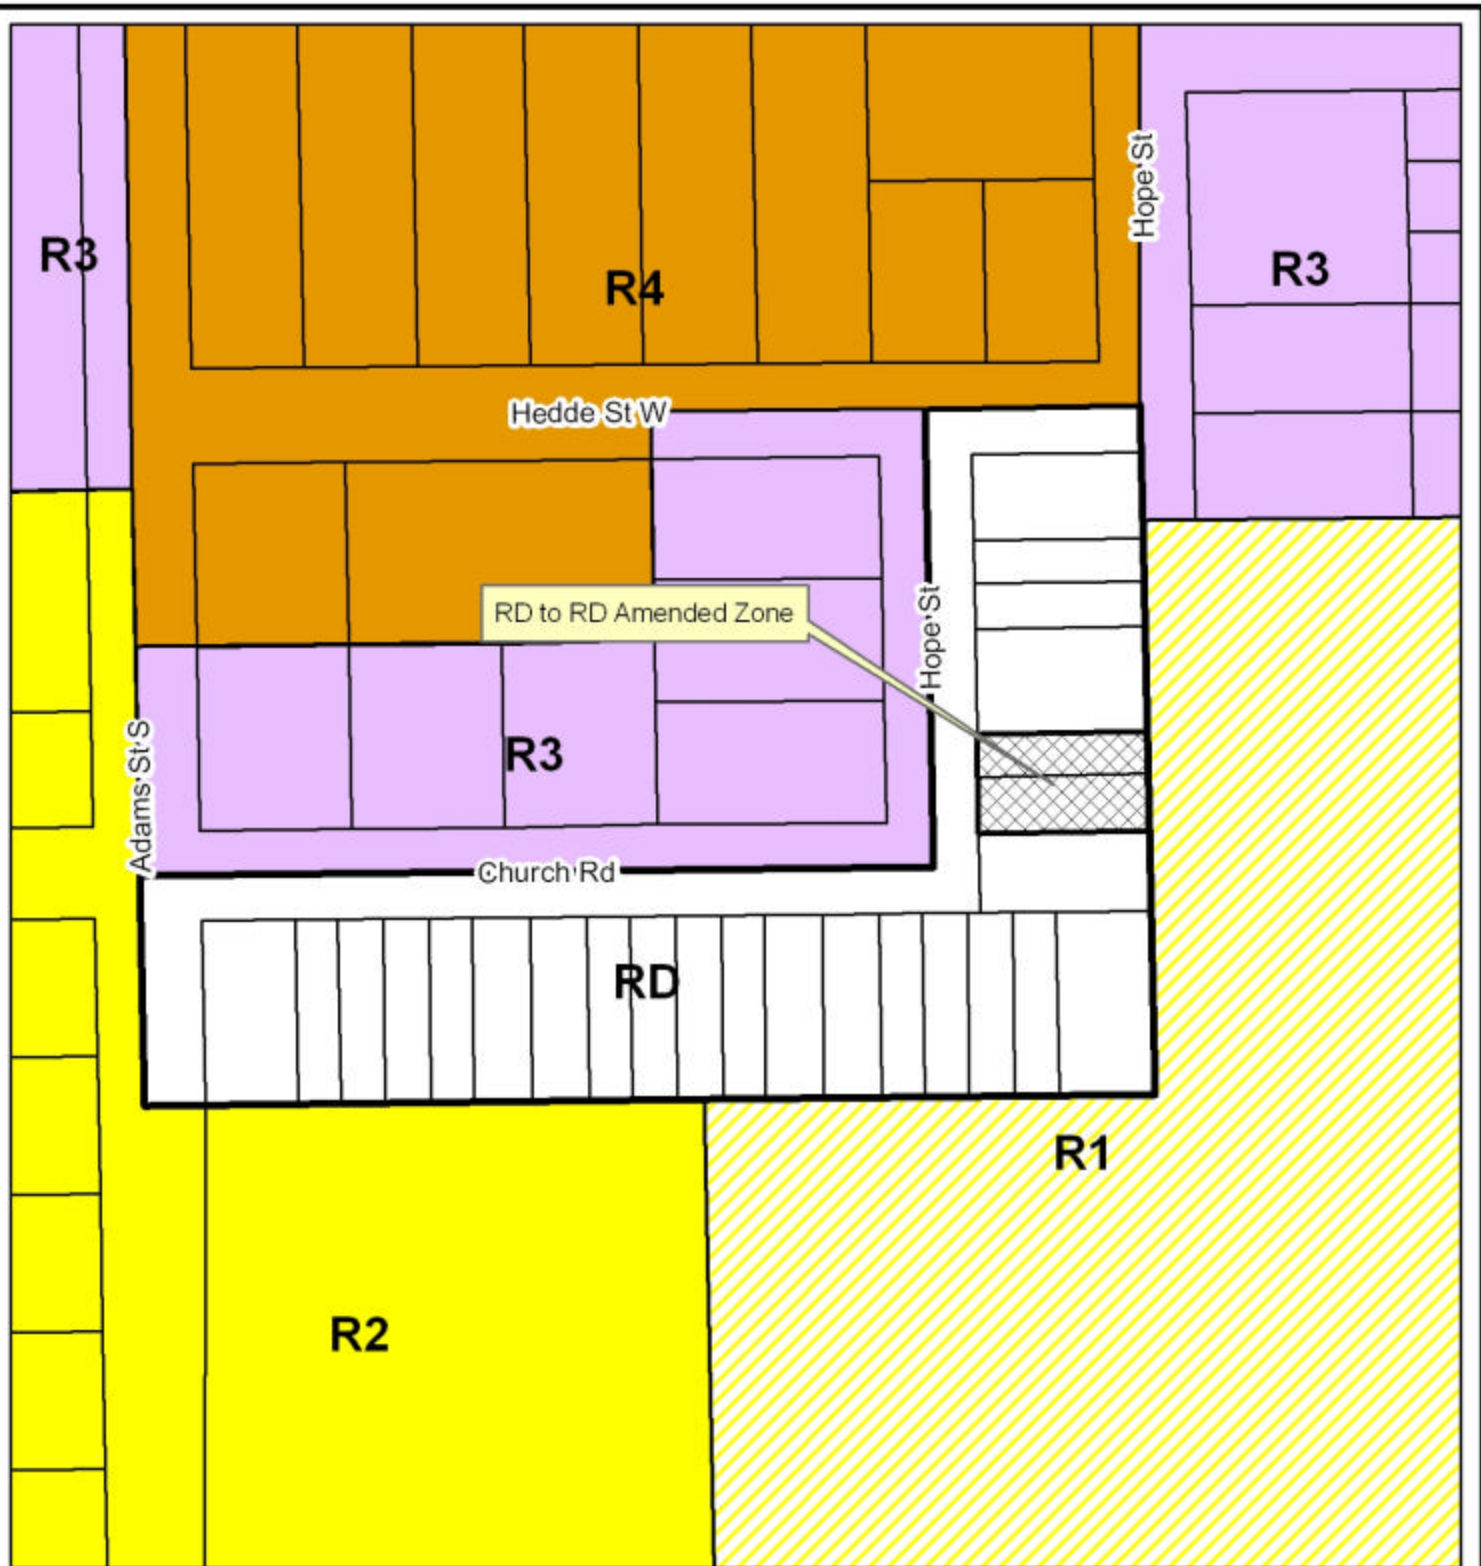 Hope St
R3
R3
R4
Hedde St W
RD to RD Amended Zone
Hope St
R3
Adams St S
Church Rd
RD
R1
R2